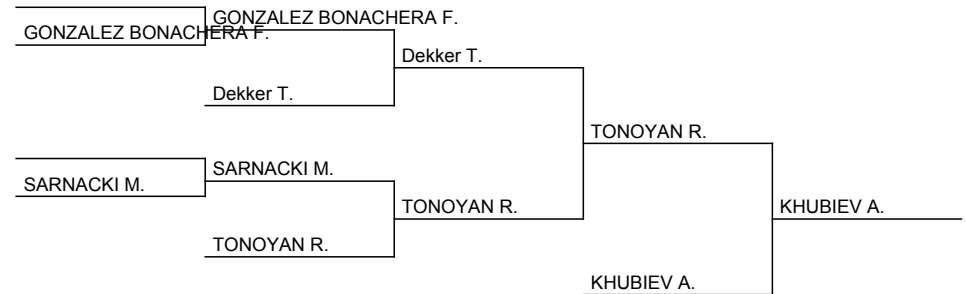 GONZALEZ BONACHERA F.
GONZALEZ BONACHERA F.
Dekker T.
Dekker T.
TONOYAN R.
SARNACKI M.
SARNACKI M.
TONOYAN R.
KHUBIEV A.
TONOYAN R.
KHUBIEV A.